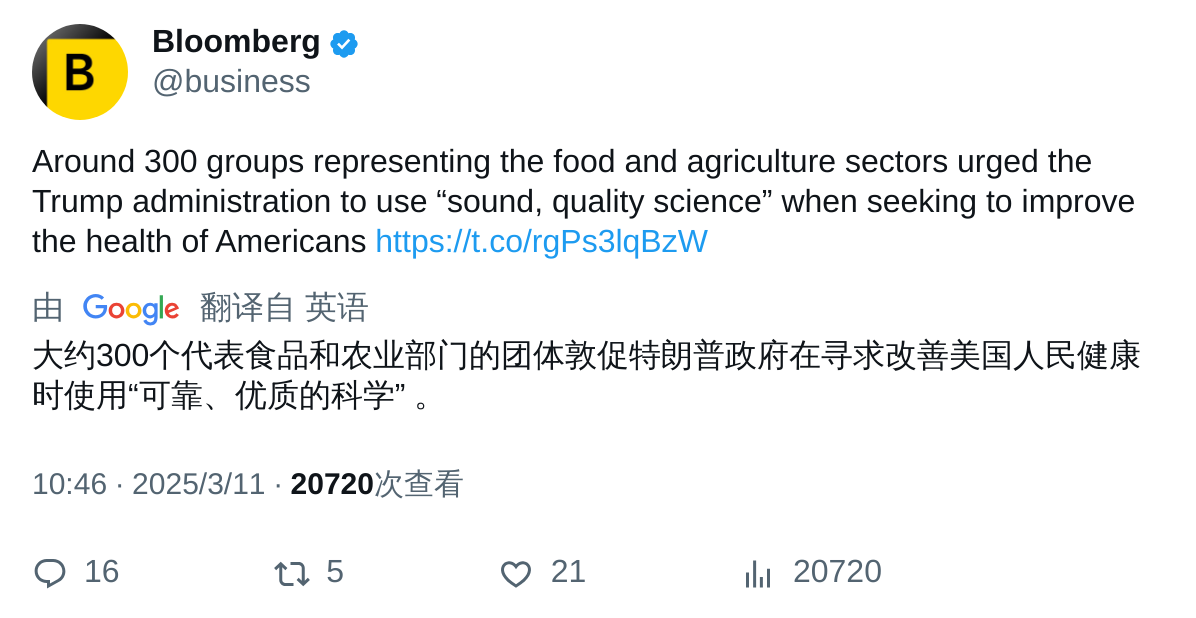 B
Bloomberg
@business
Around 300 groups representing the food and agriculture sectors urged the
Trump administration to use “sound, quality science” when seeking to improve
the health of Americans https://t.co/rgPs3lqBzW
由 Google 翻译自 英语
大约300个代表食品和农业部门的团体敦促特朗普政府在寻求改善美国人民健康
时使用“可靠、优质的科学” 。
10:46 · 2025/3/11 · 20720次查看
16 5 21 20720